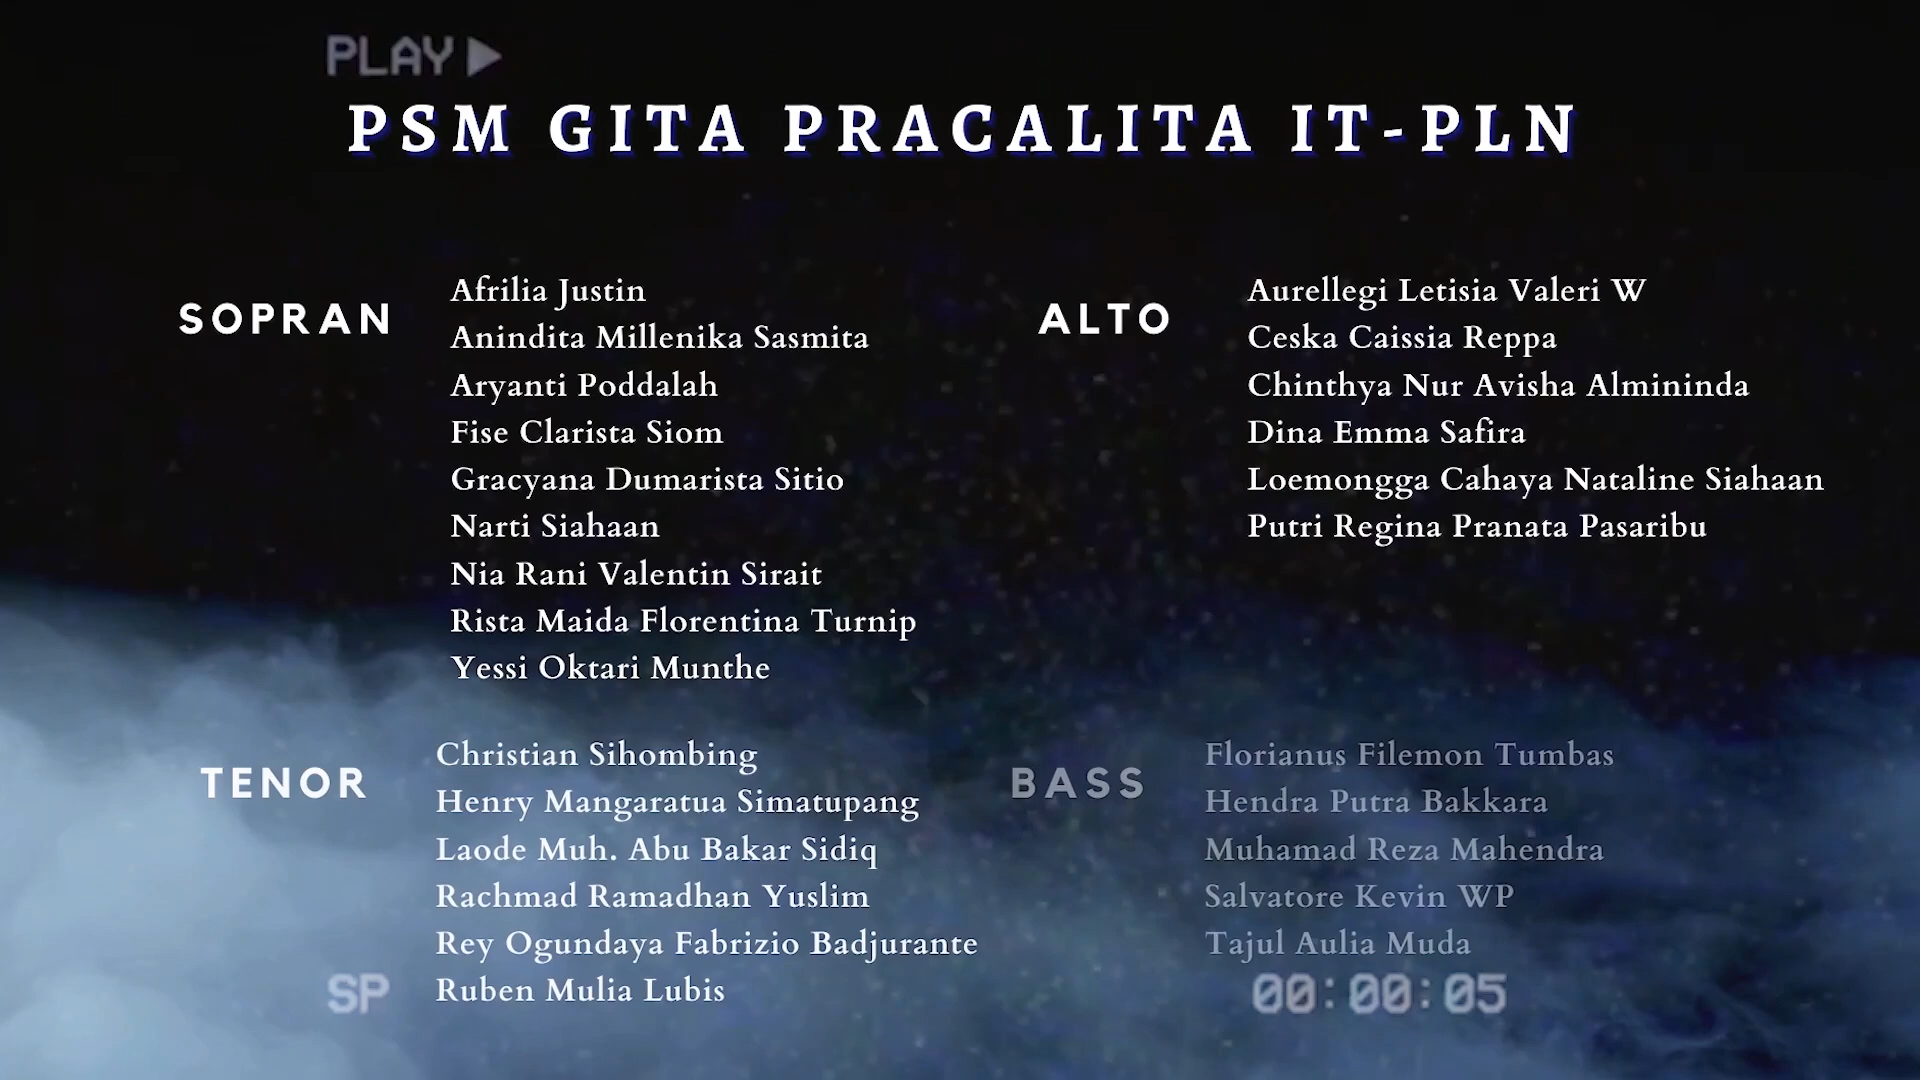 PLAY
PSM GITA PRACALITA IT-PLN
SOPRAN
Afrilia Justin
Anindita Millenika Sasmita
Aryanti Poddalah
Fise Clarista Siom
Gracyana Dumarista Sitio
Narti Siahaan
Nia Rani Valentin Sirait
Rista Maida Florentina Turnip
Yessi Oktari Munthe
ALTO
Aurellegi Letisia Valeri W
Ceska Caissia Reppa
Chinthya Nur Avisha Almininda
Dina Emma Safira
Loemongga Cahaya Nataline Siahaan
Putri Regina Pranata Pasaribu
TENOR
Christian Sihombing
Henry Mangaratua Simatupang
Laode Muh. Abu Bakar Sidiq
Rachmad Ramadhan Yuslim
Rey Ogundaya Fabrizio Badjurante
Ruben Mulia Lubis
BASS
Florianus Filemon Tumbas
Hendra Putra Bakkara
Muhamad Reza Mahendra
Salvatore Kevin WP
Tajul Aulia Muda
SP
00:00:05